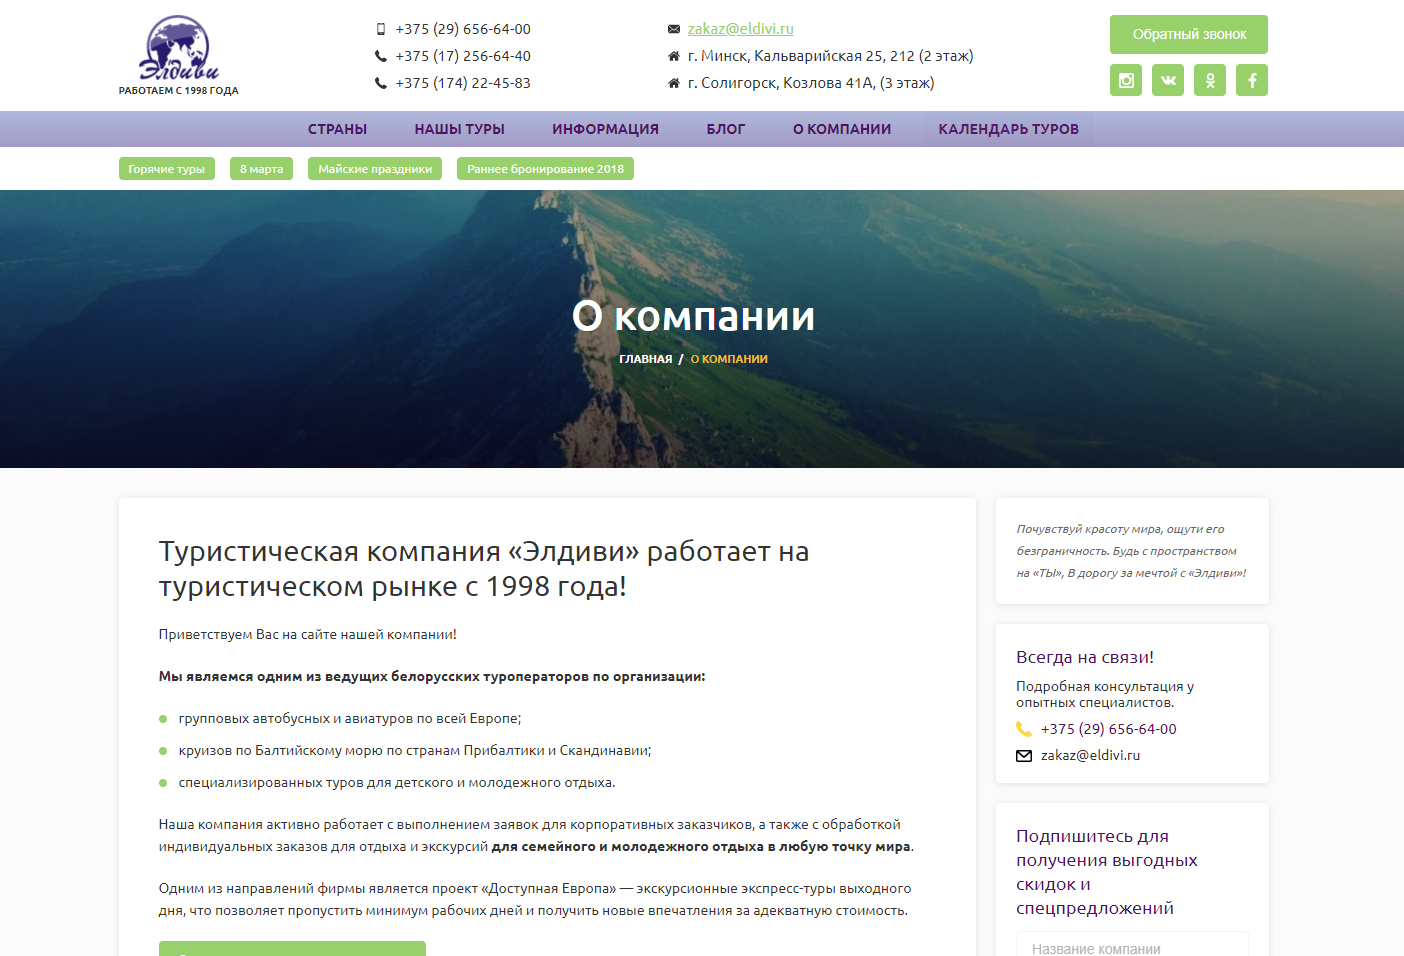 Элдиви
РАБОТАЕМ С 1998 ГОДА
+375 (29) 656-64-00
+375 (17) 256-64-40
+375 (174) 22-45-83
zakaz@eldivi.ru
г. Минск, Кальварийская 25, 212 (2 этаж)
г. Солигорск, Козлова 41А, (3 этаж)
Обратный звонок
СТРАНЫ НАШЫ ТУРЫ ИНФОРМАЦИЯ БЛОГ О КОМПАНИИ КАЛЕНДАРЬ ТУРОВ
Горячие туры 8 марта Майские праздники Раннее бронирование 2018
О компании
ГЛАВНАЯ / О КОМПАНИИ
Туристическая компания «Элдиви» работает на
туристическом рынке с 1998 года!
Приветствуем Вас на сайте нашей компании!
Мы являемся одним из ведущих белорусских туроператоров по организации:
групповых автобусных и авиатуров по всей Европе;
круизов по Балтийскому морю по странам Прибалтики и Скандинавии;
специализированных туров для детского и молодежного отдыха.
Наша компания активно работает с выполнением заявок для корпоративных заказчиков, а также с обработкой
индивидуальных заказов для отдыха и экскурсий для семейного и молодежного отдыха в любую точку мира.
Одним из направлений фирмы является проект «Доступная Европа» — экскурсионные экспресс-туры выходного
дня, что позволяет пропустить минимум рабочих дней и получить новые впечатления за адекватную стоимость.
Почувствуй красоту мира, ощути его
безграничность. Будь с пространством
на «ТЫ», В дорогу за мечтой с «Элдиви»!
Всегда на связи!
Подробная консультация у
опытных специалистов.
+375 (29) 656-64-00
zakaz@eldivi.ru
Подпишитесь для
получения выгодных
скидок и
спецпредложений
Название компании